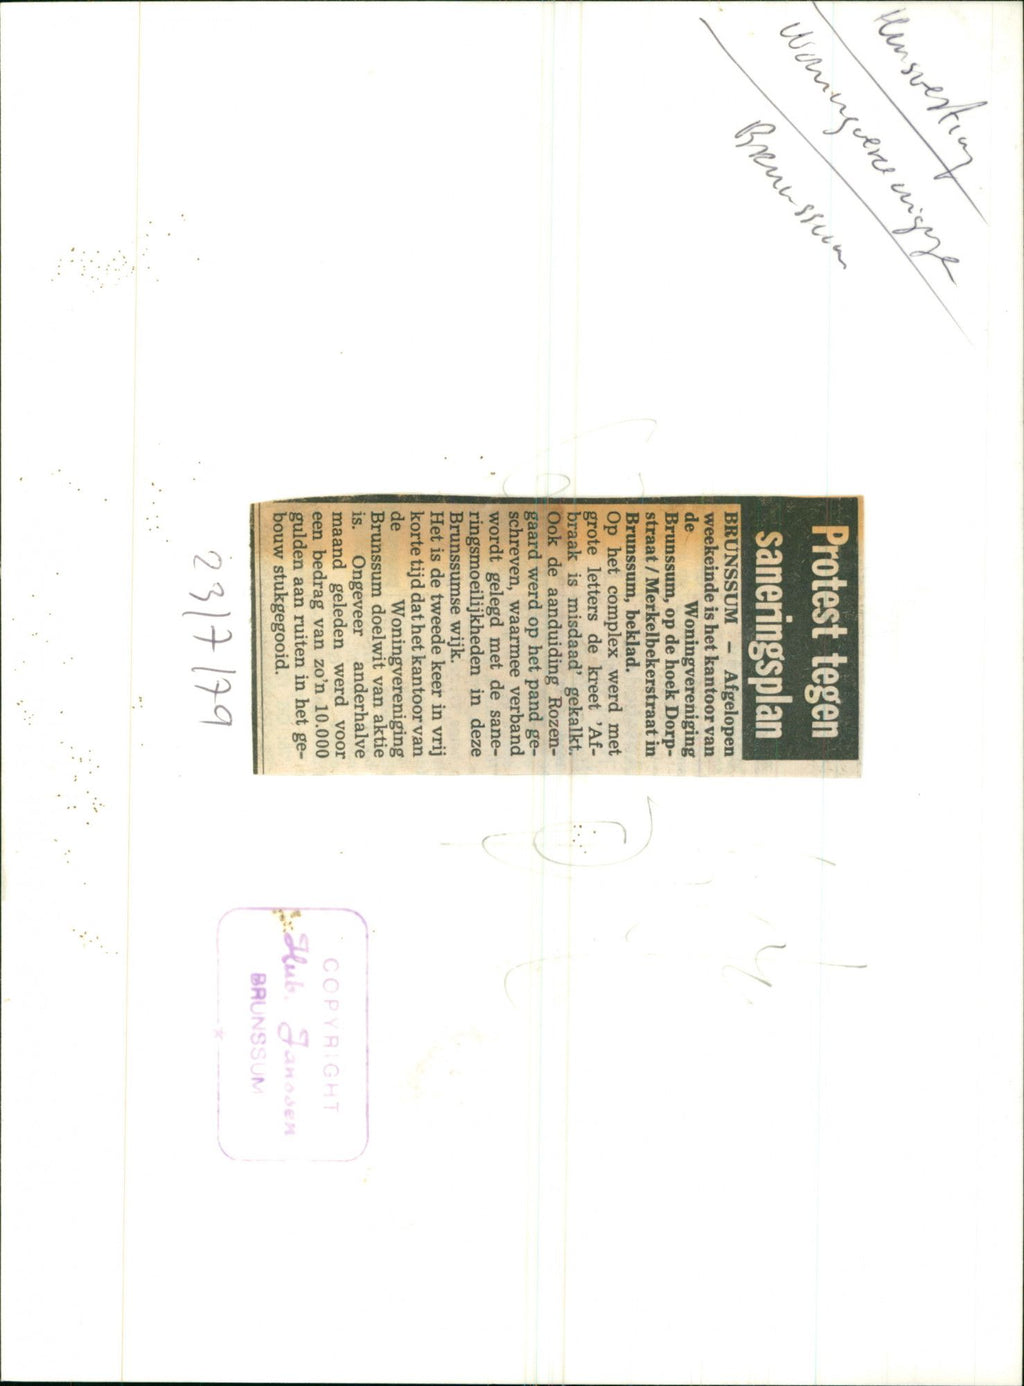 Huisvesting
Woningvereniging
Brunssum
Protest tegen
saneringsplan
BRUNSSUM – Afgelopen
weekeinde is het kantoor van
de Woningvereniging
Brunssum, op de hoek Dorp-
straat / Merkelbekerstraat in
Brunssum, beklad.
Op het complex werd met
grote letters de kreet 'Af-
braak is misdaad' gekalkt.
Ook de aanduiding Rozen-
gaard werd op het pand ge-
schreven, waarmee verband
wordt gelegd met de sane-
ringsmoeilijkheden in deze
Brunssumse wijk.
Het is de tweede keer in vrij
korte tijd dat het kantoor van
de Woningvereniging
Brunssum doelwit van aktie
is. Ongeveer anderhalve
maand geleden werd voor
een bedrag van zo'n 10.000
gulden aan ruiten in het ge-
bouw stukgegooid.
23/7/79
COPYRIGHT
Hub. Janssen
BRUNSSUM